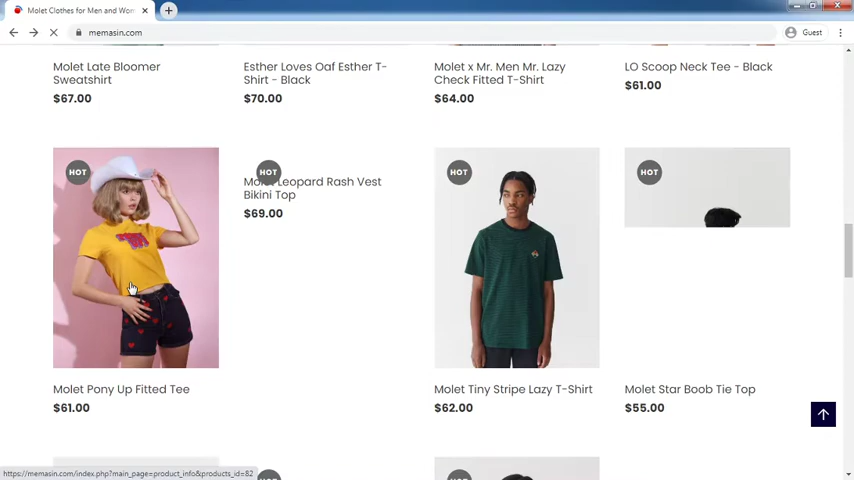 Molet Clothes for Men and Wom
memasin.com
Guest
Molet Late Bloomer
Sweatshirt
$67.00
Esther Loves Oaf Esther T-
Shirt - Black
$70.00
Molet x Mr. Men Mr. Lazy
Check Fitted T-Shirt
$64.00
LO Scoop Neck Tee - Black
$61.00
HOT
HOT
Molet Leopard Rash Vest
Bikini Top
$69.00
HOT
HOT
Molet Pony Up Fitted Tee
$61.00
Molet Tiny Stripe Lazy T-Shirt
$62.00
Molet Star Boob Tie Top
$55.00
HOT
HOT
https://memasin.com/index.php?main_page=product_info&products_id=82